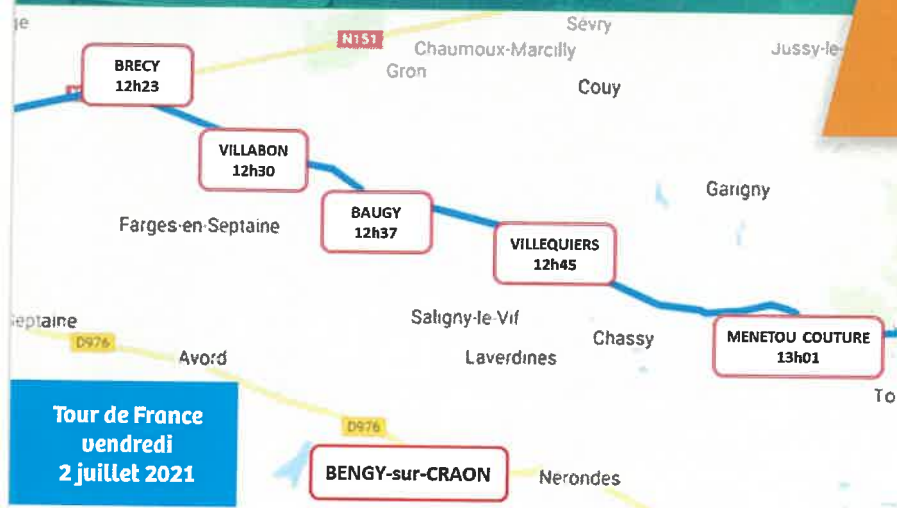 Sévry
N151
Chaumoux-Marcilly
Jussy-le-
Gron
BRECY
12h23
Couy
VILLABON
12h30
Garigny
BAUGY
12h37
Farges-en-Septaine
VILLEQUIERS
12h45
Saligny-le-Vif
eptaine
Chassy
MENETOU COUTURE
13h01
D976
Avord
Laverdines
To
Tour de France
vendredi
2 juillet 2021
D976
BENGY-sur-CRAON
Nerondes